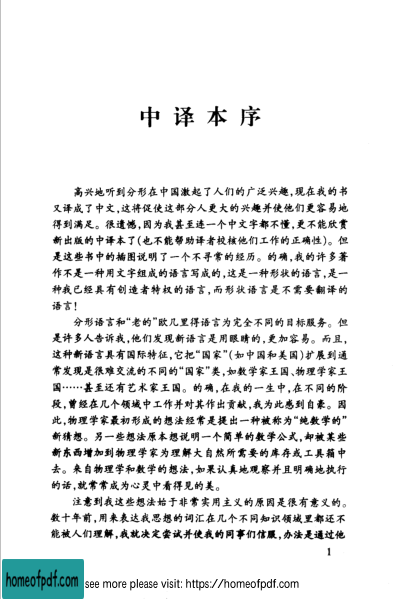 中译本序
高兴地听到分形在中国激起了人们的广泛兴趣,现在我的书
又译成了中文,这将促使这部分人更大的兴趣并使他们更容易地
得到满足。很遗憾,因为我甚至连一个中文字都不懂,更不能欣赏
新出版的中译本了(也不能帮助译者校核他们工作的正确性)。但
是这些书中的插图说明了一个不寻常的经历。的确,我的许多著
作不是一种用文字组成的语言写成的,这是一种形状的语言,是一
种我已经具有创造者特权的语言,而形状语言是不需要翻译的
语言!
分形语言和“老的”欧几里得语言为完全不同的目标服务。但
是许多人告诉我,他们发现新语言是用眼睛的,更加容易。而且,
这种新语言具有国际特征,它把“国家”(如中国和美国)扩展到通
常发现是很难交流的不同的“国家”类,如数学家王国、物理学家王
国……甚至还有艺术家王国。的确,在我的一生中,在不同的阶
段,曾经在几个领域中工作并对其作出贡献,我为此感到自豪。因
此,物理学家最初形成的想法经常是提出一种被称为“纯数学的”
新猜想。另一些想法原本想说明一个简单的数学公式,却被某些
新东西增加到物理学家为理解大自然所需要的库存或工具箱中
去。来自物理学和数学的想法,如果认真地观察并且明确地执行
的话,就常常成为心灵中看得见的美。
注意到我这些想法始于非常实用主义的原因是很有意义的。
数十年前,用来表达我思想的词汇在几个不同知识领域里都还不
能被人们理解,我就决定尝试并使我的同事们信服,办法是通过他
1
homeofpdf.com
see more please visit: https://homeofpdf.com